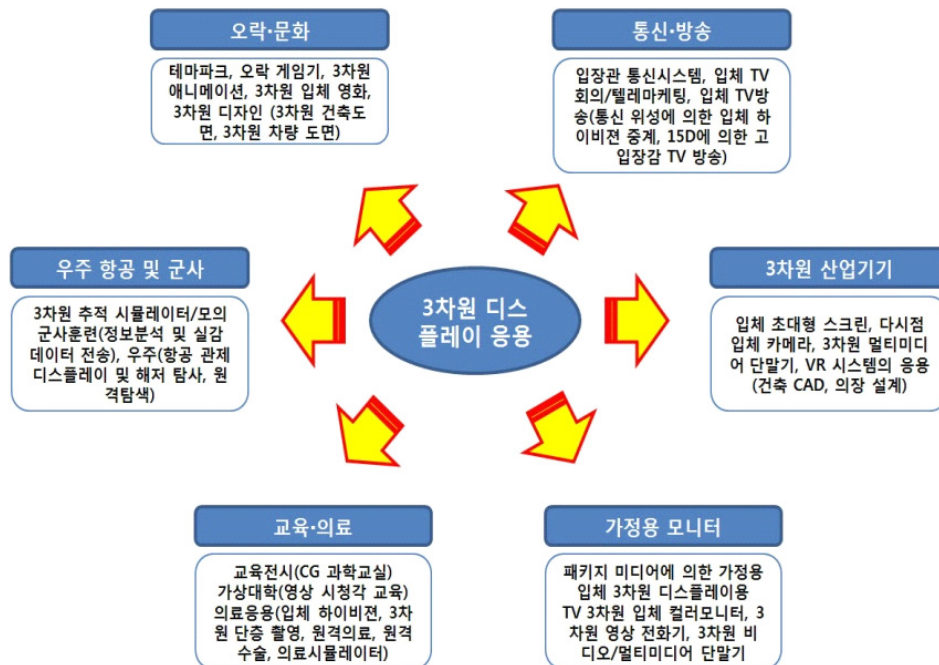 오락·문화
테마파크, 오락 게임기, 3차원
애니메이션, 3차원 입체 영화,
3차원 디자인 (3차원 건축도
면, 3차원 차량 도면)
통신·방송
입장관 통신시스템, 입체 TV
회의/텔레마케팅, 입체 TV방
송(통신 위성에 의한 입체 하
이비젼 중계, 15D에 의한 고
입장감 TV 방송)
우주 항공 및 군사
3차원 추적 시뮬레이터/모의
군사훈련(정보분석 및 실감
데이터 전송), 우주(항공 관제
디스플레이 및 해저 탐사, 원
격탐색)
3차원 디스
플레이 응용
3차원 산업기기
입체 초대형 스크린, 다시점
입체 카메라, 3차원 멀티미디
어 단말기, VR 시스템의 응용
(건축 CAD, 의장 설계)
교육·의료
교육전시(CG 과학교실)
가상대학(영상 시청각 교육)
의료응용(입체 하이비젼, 3차
원 단층 촬영, 원격의료, 원격
수술, 의료시뮬레이터)
가정용 모니터
패키지 미디어에 의한 가정용
입체 3차원 디스플레이용
TV 3차원 입체 컬러모니터, 3
차원 영상 전화기, 3차원 비
디오/멀티미디어 단말기